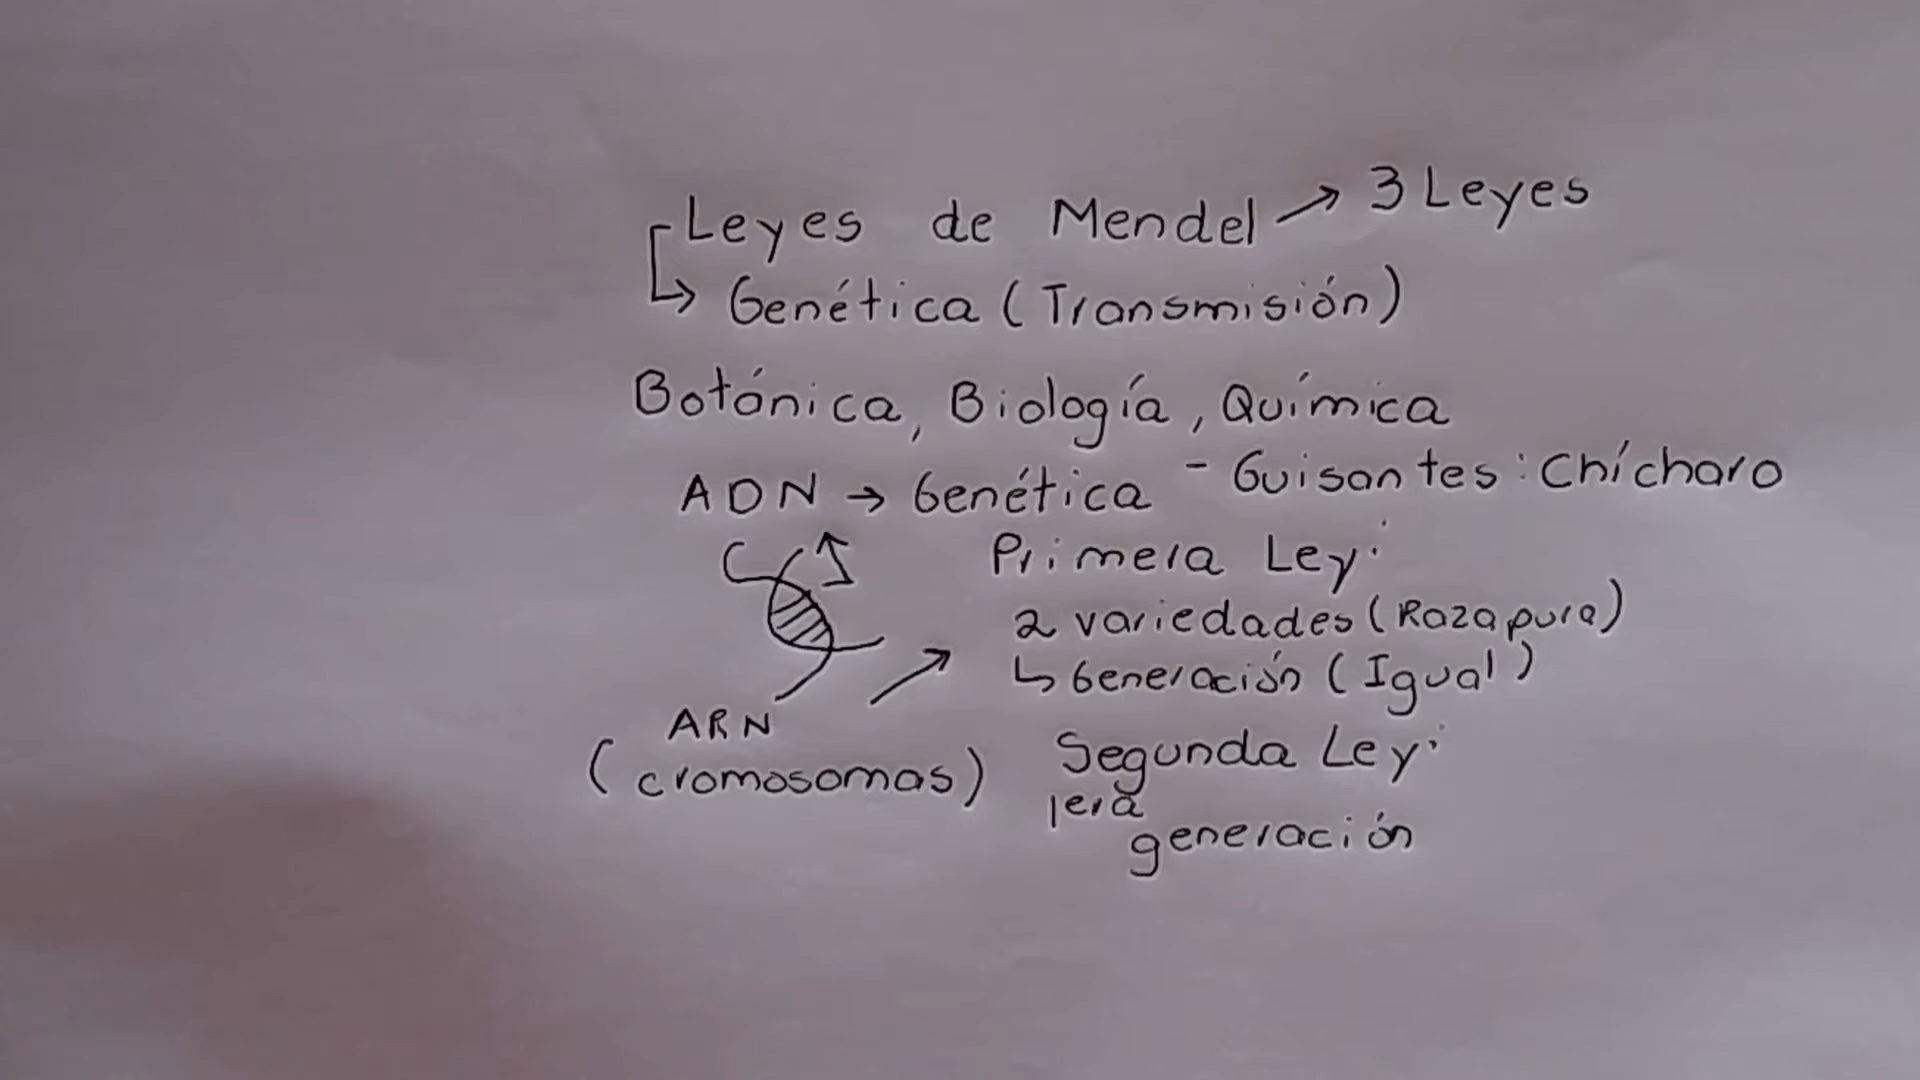 Leyes de Mendel → 3 Leyes
↳ Genética (Transmisión)
Botánica, Biología, Química
ADN → Genética - Guisantes: Chícharo
Primera Ley:
2 variedades (Raza pura)
↳ Generación (Igual)
ARN
(cromosomas)
Segunda Ley:
1era
generación